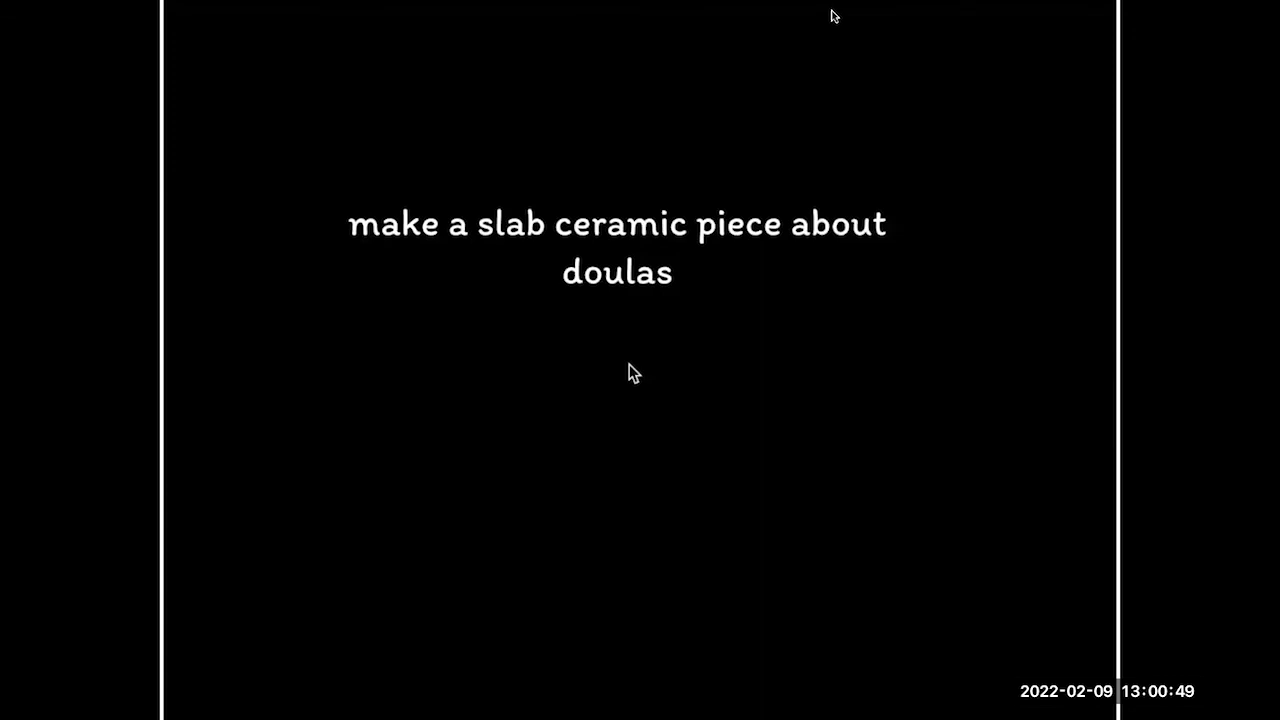 make a slab ceramic piece about
doulas
2022-02-09 13:00:49